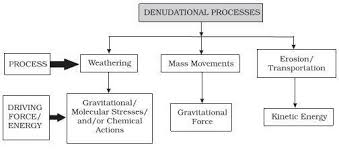 DENUDATIONAL PROCESSES
PROCESS
Weathering
Mass Movements
Erosion/
Transportation
DRIVING
FORCE/
ENERGY
Gravitational/
Molecular Stresses/
and/or Chemical
Actions
Gravitational
Force
Kinetic Energy